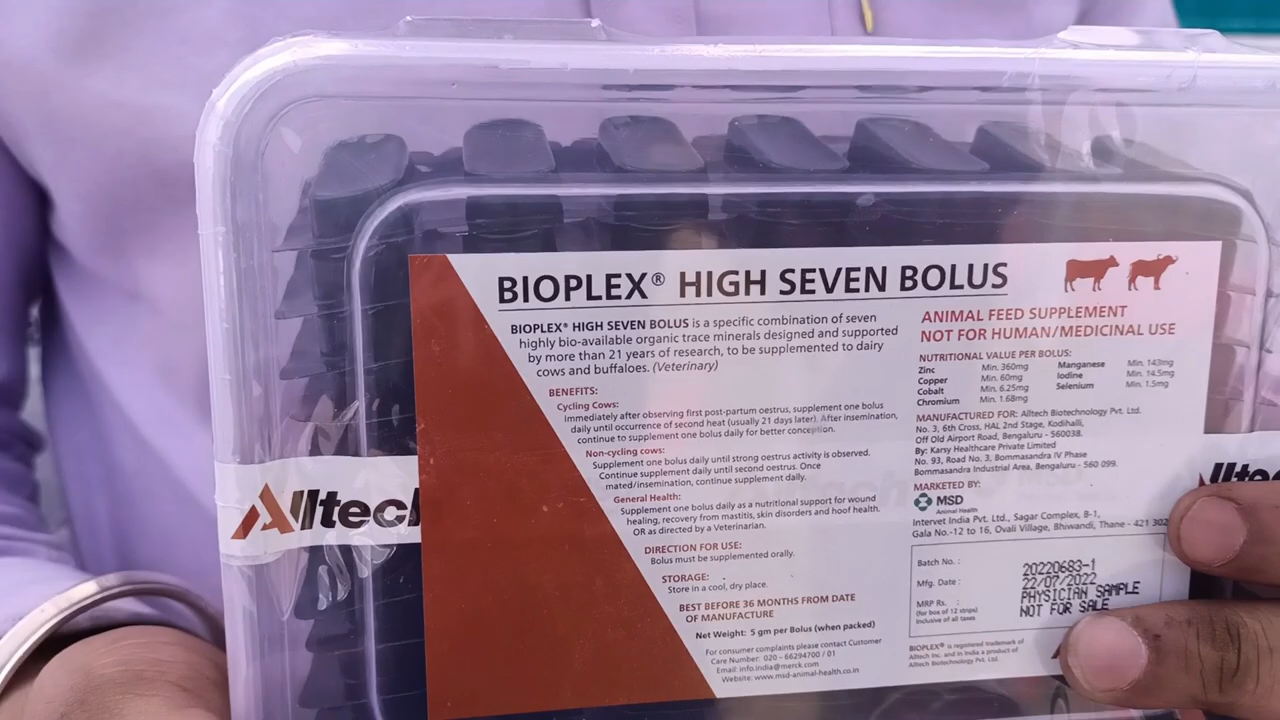 BIOPLEX® HIGH SEVEN BOLUS
BIOPLEX® HIGH SEVEN BOLUS is a specific combination of seven
highly bio-available organic trace minerals designed and supported
by more than 21 years of research, to be supplemented to dairy
cows and buffaloes. (Veterinary)
BENEFITS:
Cycling Cows:
Immediately after observing first post-partum oestrus, supplement one bolus
daily until occurrence of second heat (usually 21 days later). After insemination,
continue to supplement one bolus daily for better conception.
Non-cycling cows:
Supplement one bolus daily until strong oestrus activity is observed.
Continue supplement daily until second oestrus. Once
mated/insemination, continue supplement daily.
General Health:
Supplement one bolus daily as a nutritional support for wound
healing, recovery from mastitis, skin disorders and hoof health.
OR as directed by a Veterinarian.
DIRECTION FOR USE:
Bolus must be supplemented orally.
STORAGE:
Store in a cool, dry place.
BEST BEFORE 36 MONTHS FROM DATE
OF MANUFACTURE
Net Weight: 5 gm per Bolus (when packed)
For consumer complaints please contact Customer
Care Number: 020 – 66294700 / 01
Email: info.india@merck.com
Website: www.msd-animal-health.co.in
ANIMAL FEED SUPPLEMENT
NOT FOR HUMAN/MEDICINAL USE
NUTRITIONAL VALUE PER BOLUS:
Zinc Min. 360mg Manganese Min. 143mg
Copper Min. 60mg Iodine Min. 14.5mg
Cobalt Min. 6.25mg Selenium Min. 1.5mg
Chromium Min. 1.68mg
MANUFACTURED FOR: Alltech Biotechnology Pvt. Ltd.
No. 3, 6th Cross, HAL 2nd Stage, Kodihalli,
Off Old Airport Road, Bengaluru - 560038.
By: Karsy Healthcare Private Limited
No. 93, Road No. 3, Bommasandra IV Phase
Bommasandra Industrial Area, Bengaluru - 560 099.
MARKETED BY:
MSD
Animal Health
Intervet India Pvt. Ltd., Sagar Complex, B-1,
Gala No.-12 to 16, Ovali Village, Bhiwandi, Thane - 421 302
Batch No. : 20220683-1
Mfg. Date : 22/07/2022
MRP Rs. : PHYSICIAN SAMPLE
(for box of 12 strips) NOT FOR SALE
Inclusive of all taxes
BIOPLEX® is registered trademark of
Alltech Inc. and in India a product of
Alltech Biotechnology Pvt. Ltd.
Alltech
Allte